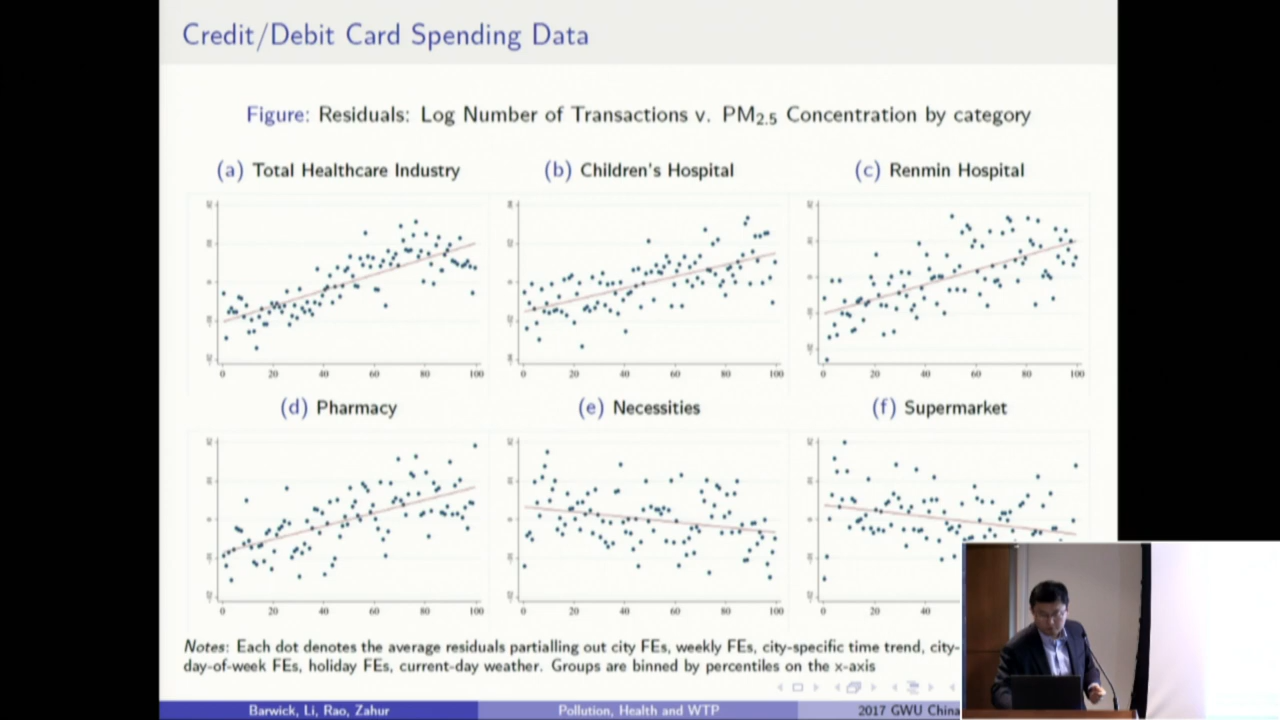 Credit/Debit Card Spending Data
Figure: Residuals: Log Number of Transactions v. PM2.5 Concentration by category
(a) Total Healthcare Industry
(b) Children's Hospital
(c) Renmin Hospital
0 20 40 60 80 100
0 20 40 60 80 100
0 20 40 60 80 100
(d) Pharmacy
(e) Necessities
(f) Supermarket
0 20 40 60 80 100
0 20 40 60 80 100
0 20 40
Notes: Each dot denotes the average residuals partialling out city FEs, weekly FEs, city-specific time trend, city-
day-of-week FEs, holiday FEs, current-day weather. Groups are binned by percentiles on the x-axis
Barwick, Li, Rao, Zahur
Pollution, Health and WTP
2017 GWU China